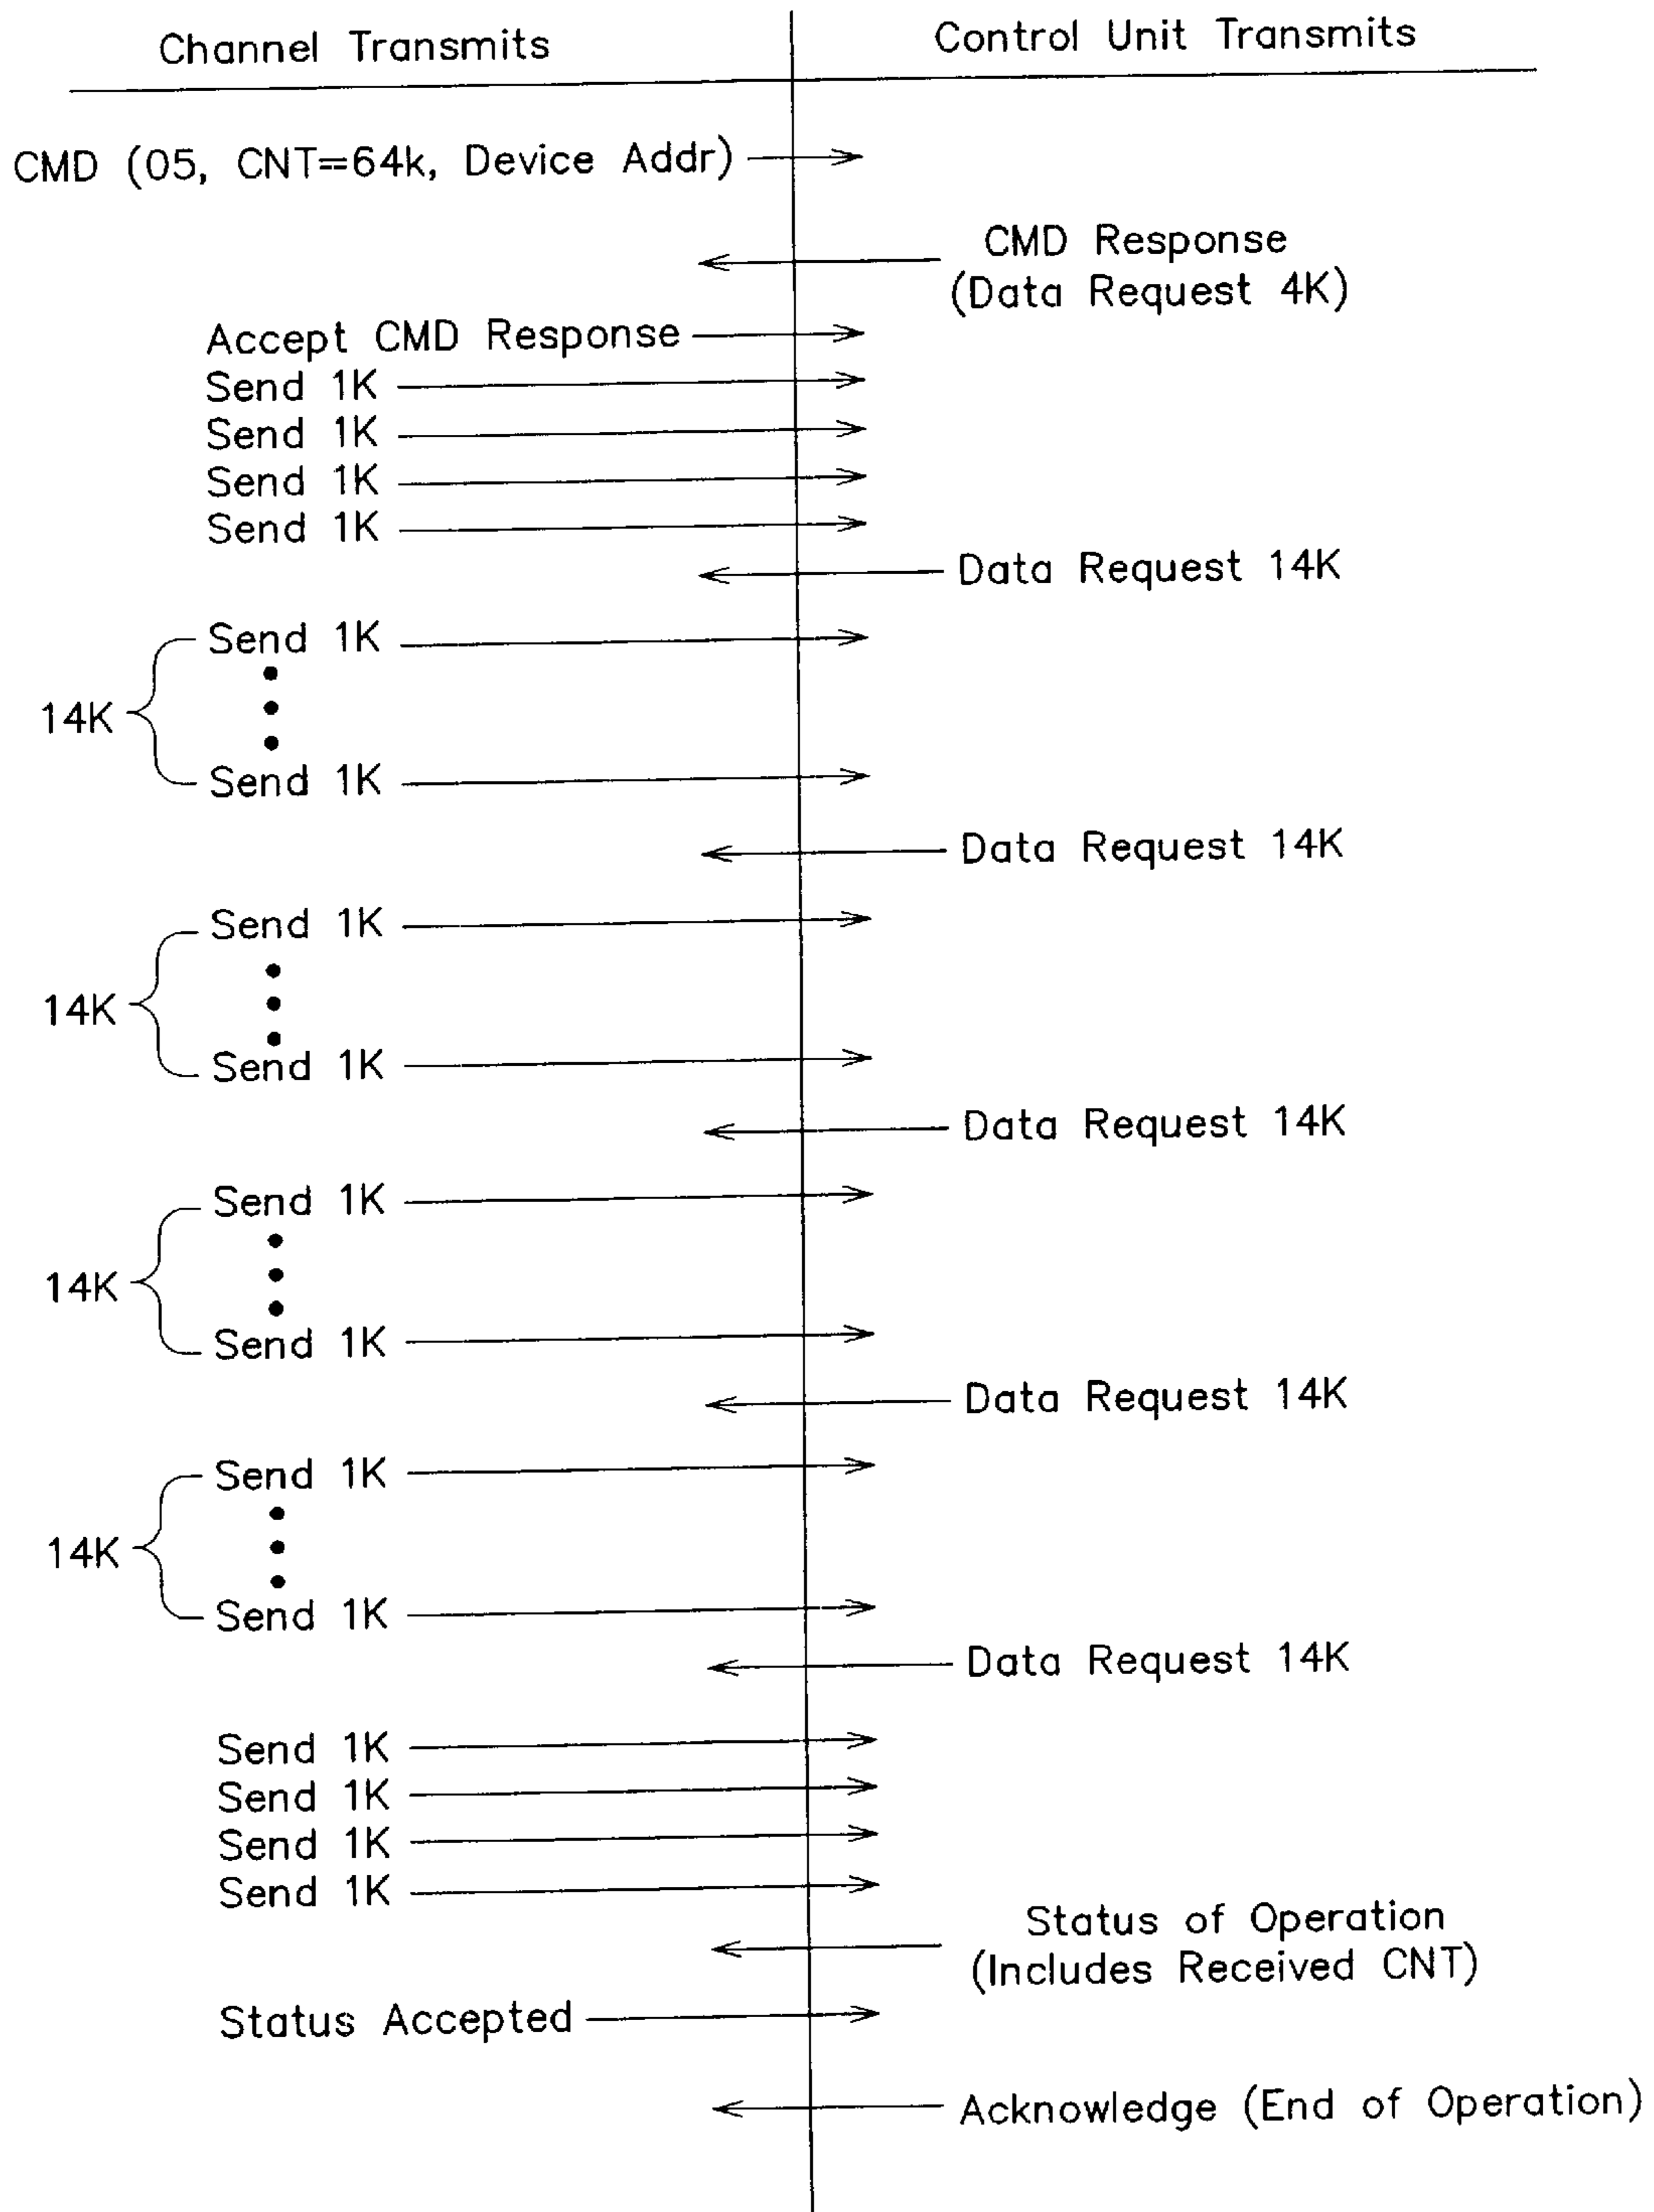 Channel Transmits
Control Unit Transmits
CMD (05, CNT=64k, Device Addr)
CMD Response
(Data Request 4K)
Accept CMD Response
Send 1K
Send 1K
Send 1K
Send 1K
Data Request 14K
Send 1K
14K
Send 1K
Data Request 14K
Send 1K
14K
Send 1K
Data Request 14K
Send 1K
14K
Send 1K
Data Request 14K
Send 1K
14K
Send 1K
Data Request 14K
Send 1K
Send 1K
Send 1K
Send 1K
Status of Operation
(Includes Received CNT)
Status Accepted
Acknowledge (End of Operation)